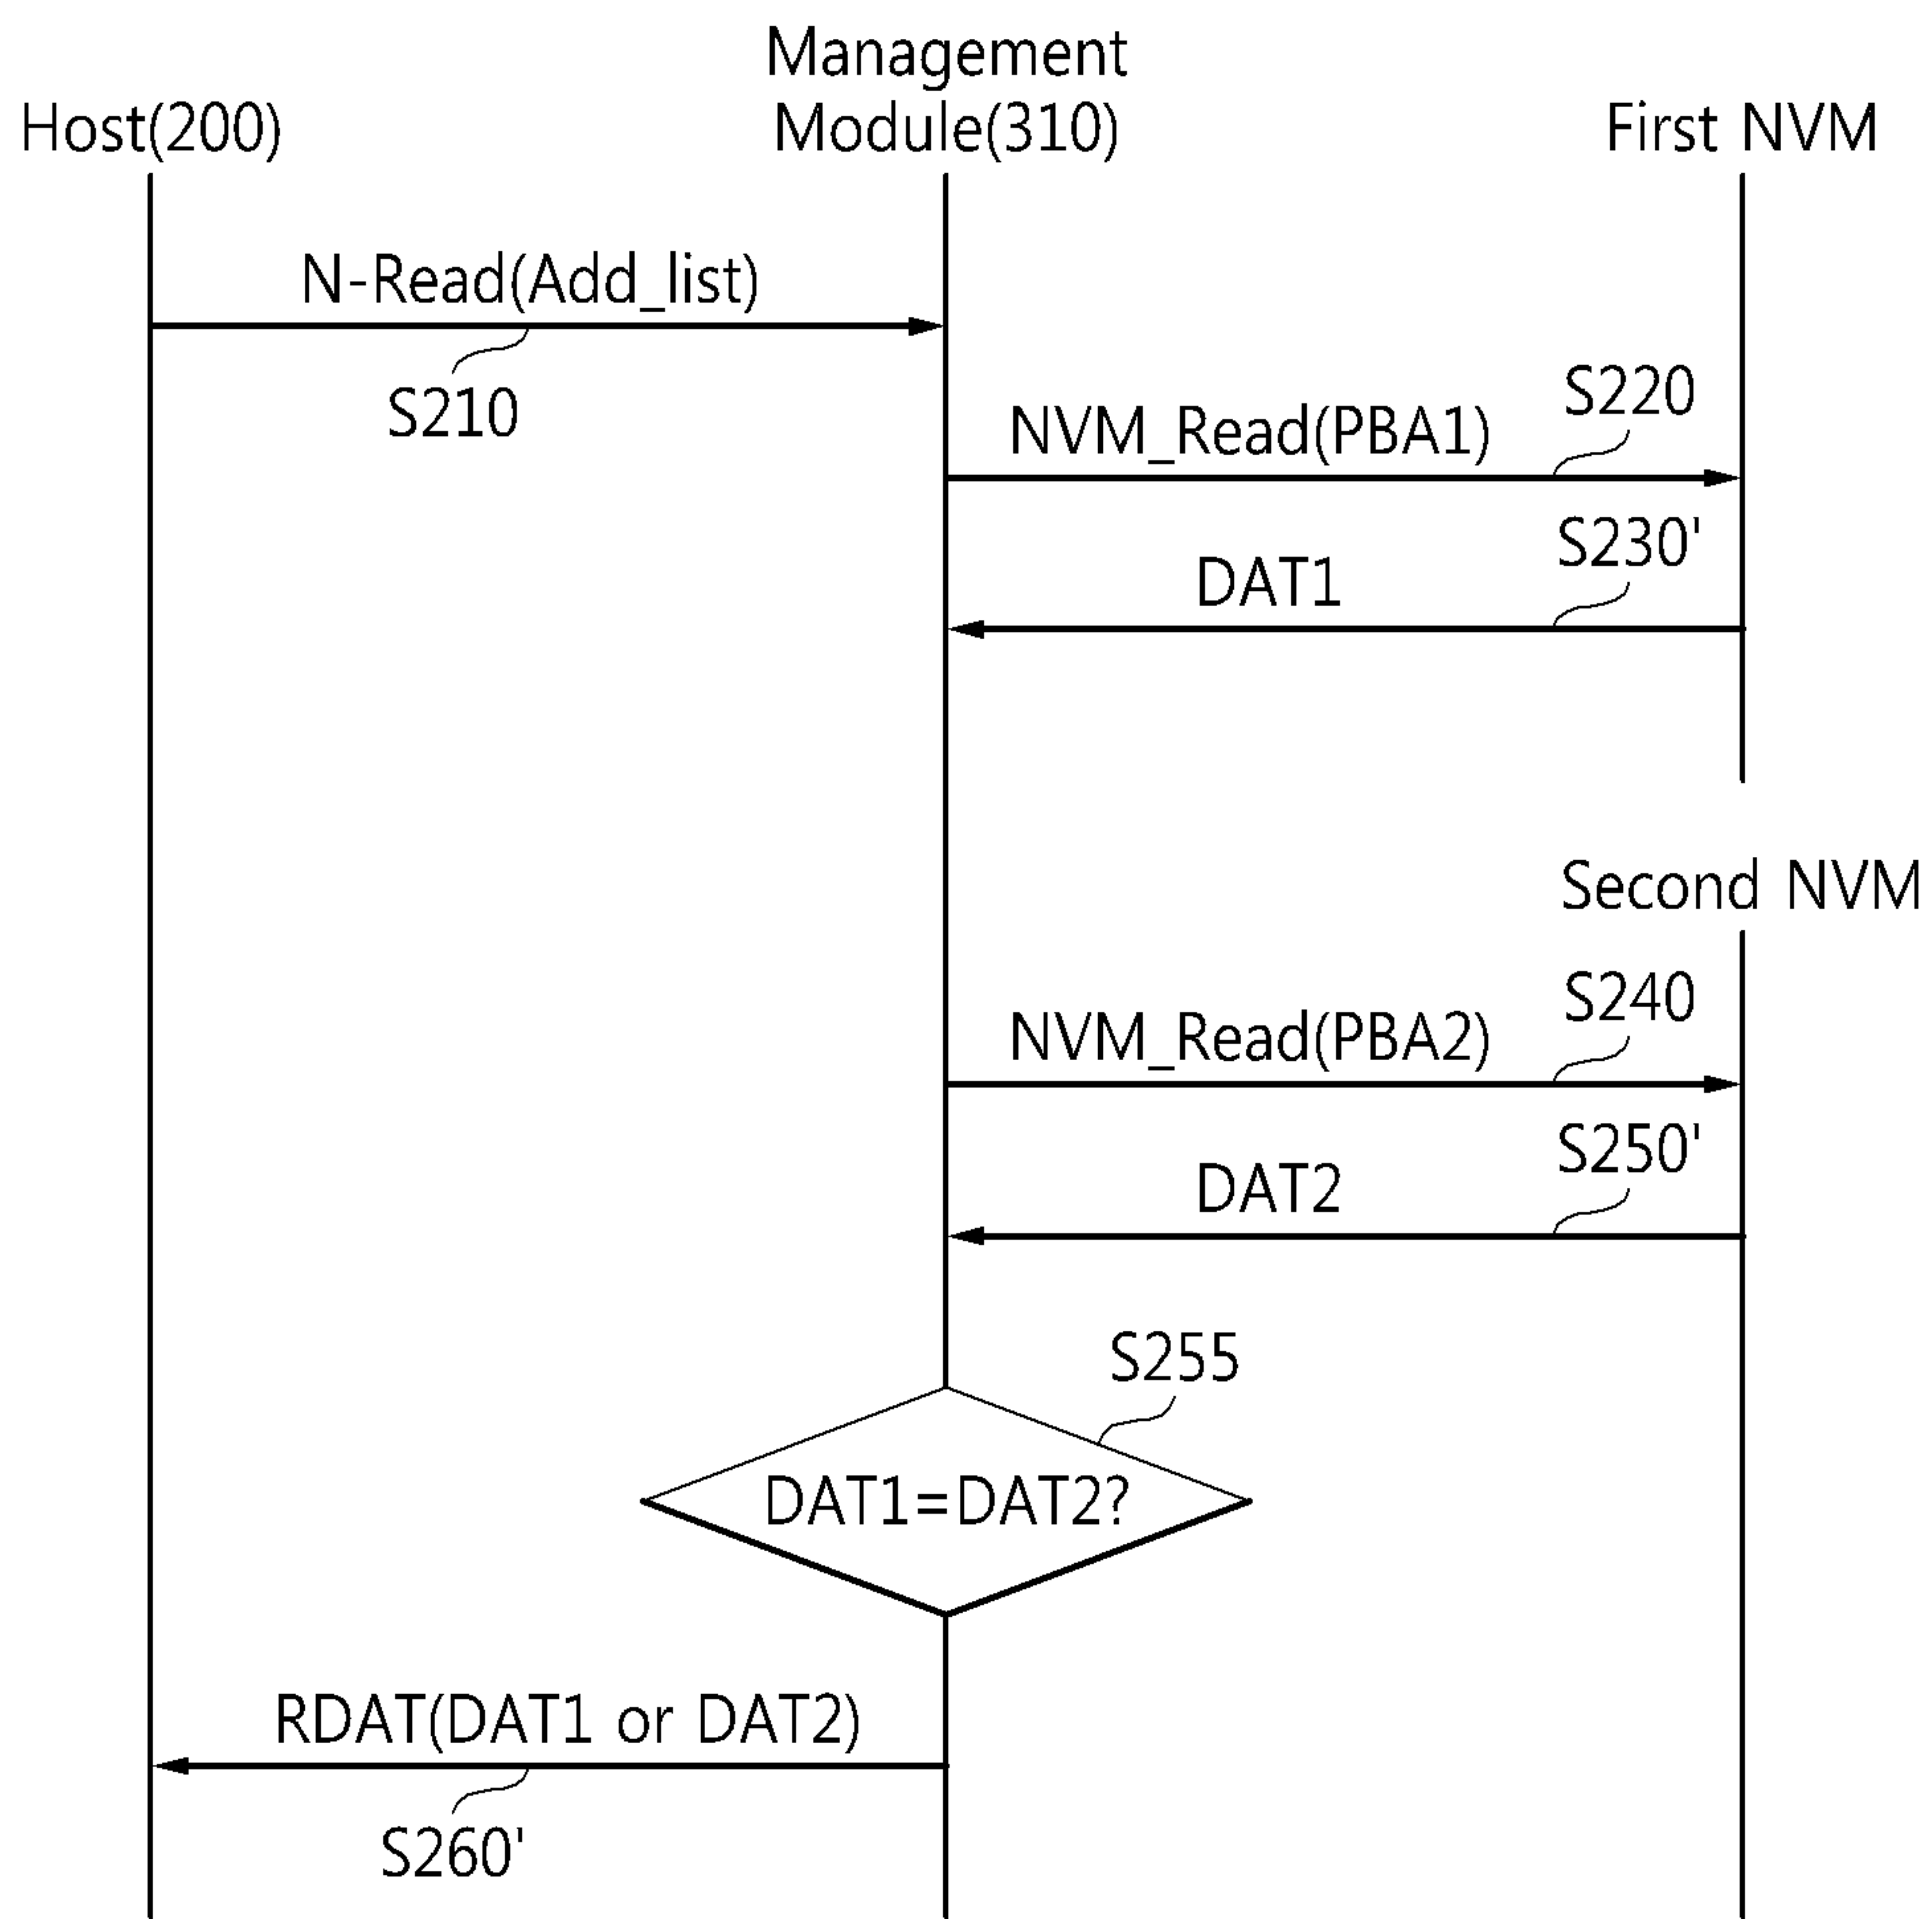 Management
Host(200)
Module(310)
First NVM
N-Read(Add_list)
S210
S220
NVM_Read(PBA1)
S230'
DAT1
Second NVM
S240
NVM_Read(PBA2)
S250'
DAT2
S255
DAT1=DAT2?
RDAT(DAT1 or DAT2)
S260'